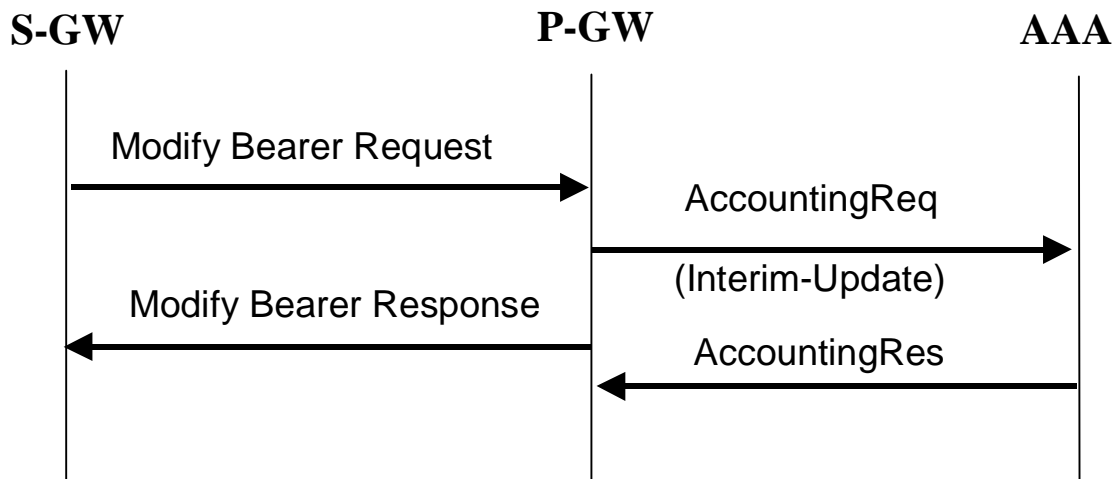 S-GW
P-GW
AAA
Modify Bearer Request
AccountingReq
(Interim-Update)
Modify Bearer Response
AccountingRes